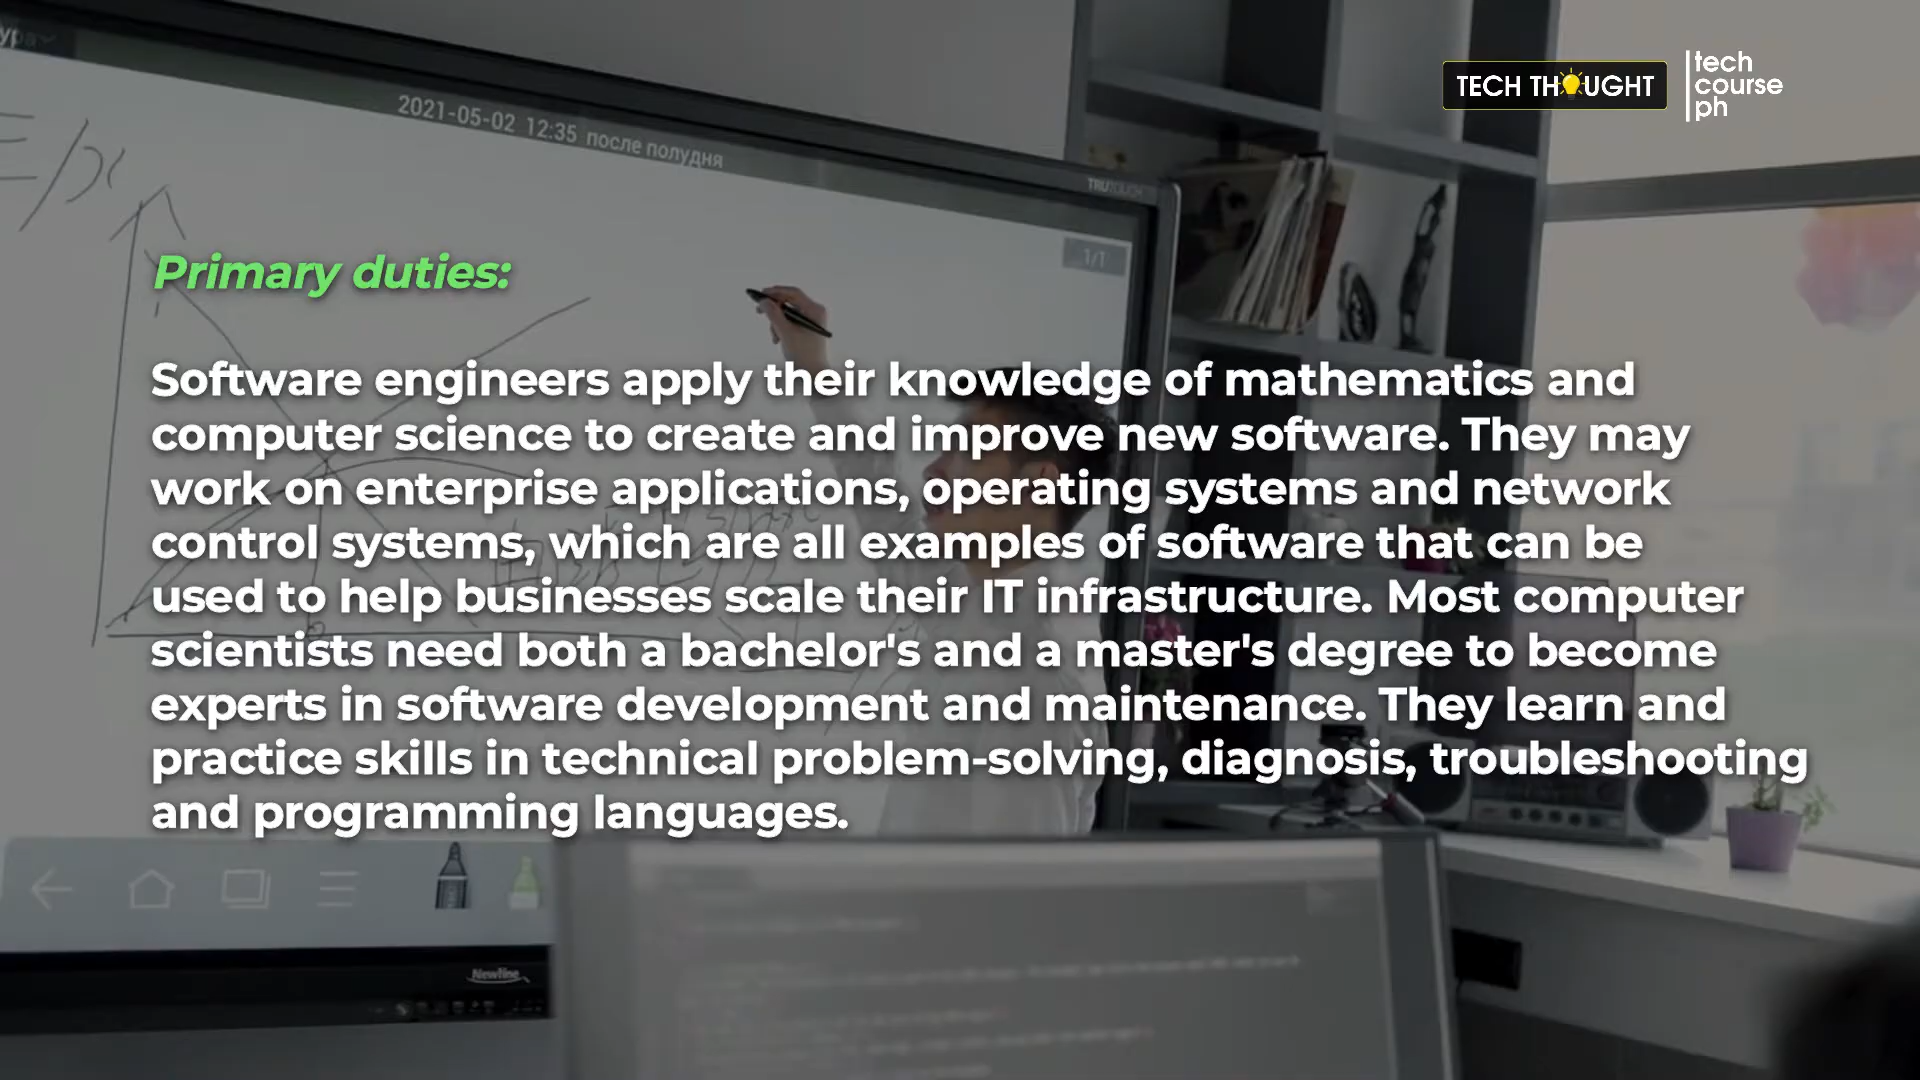 TECH THOUGHT
tech
course
ph
2021-05-02 12:35 после полудня
TRUTOUCH
1/1
Primary duties:
Software engineers apply their knowledge of mathematics and
computer science to create and improve new software. They may
work on enterprise applications, operating systems and network
control systems, which are all examples of software that can be
used to help businesses scale their IT infrastructure. Most computer
scientists need both a bachelor's and a master's degree to become
experts in software development and maintenance. They learn and
practice skills in technical problem-solving, diagnosis, troubleshooting
and programming languages.
Newline